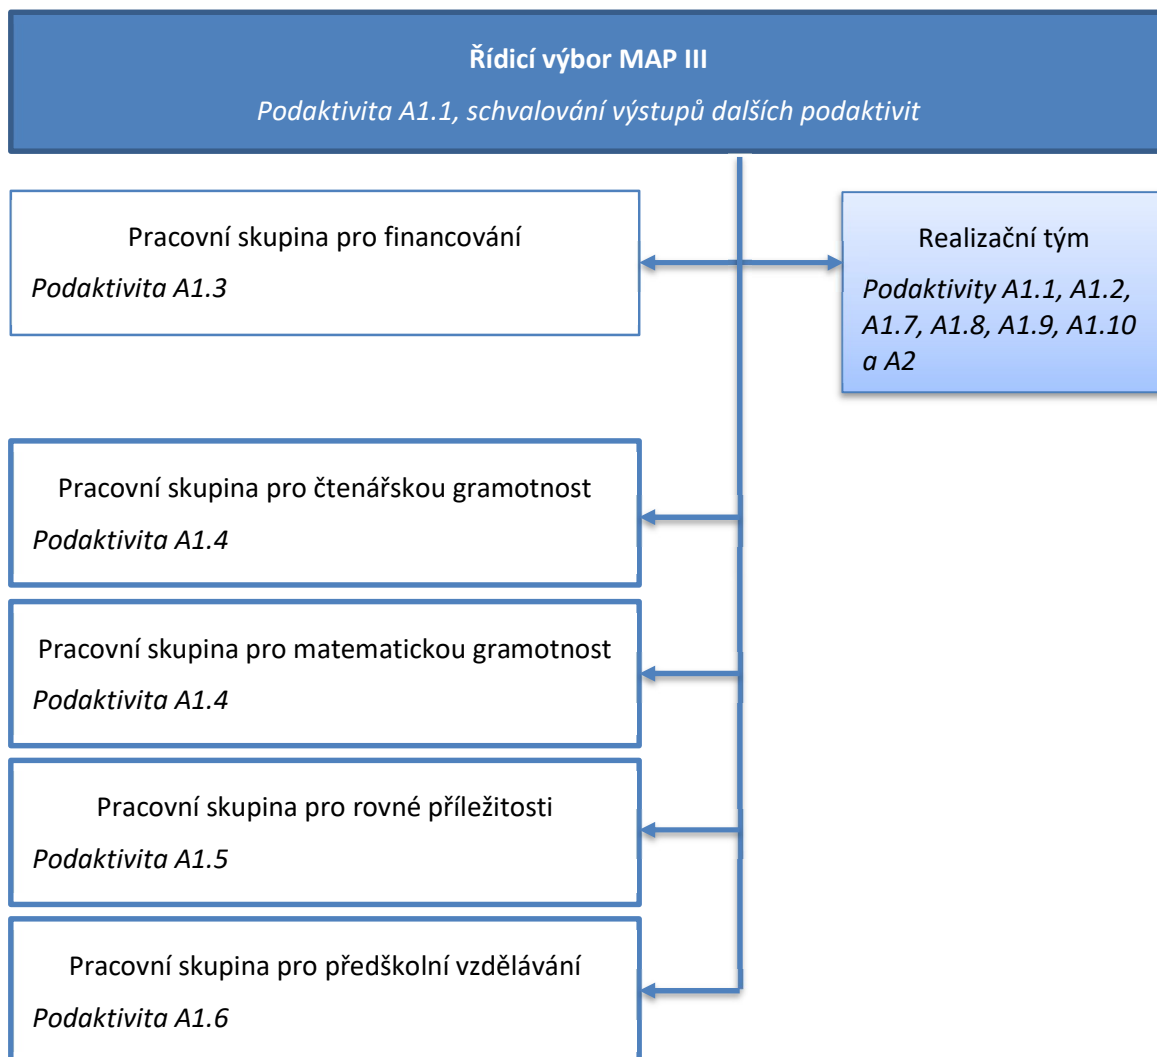 Řídicí výbor MAP III
Podaktivita A1.1, schvalování výstupů dalších podaktivit
Pracovní skupina pro financování
Podaktivita A1.3
Realizační tým
Podaktivity A1.1, A1.2,
A1.7, A1.8, A1.9, A1.10
a A2
Pracovní skupina pro čtenářskou gramotnost
Podaktivita A1.4
Pracovní skupina pro matematickou gramotnost
Podaktivita A1.4
Pracovní skupina pro rovné příležitosti
Podaktivita A1.5
Pracovní skupina pro předškolní vzdělávání
Podaktivita A1.6